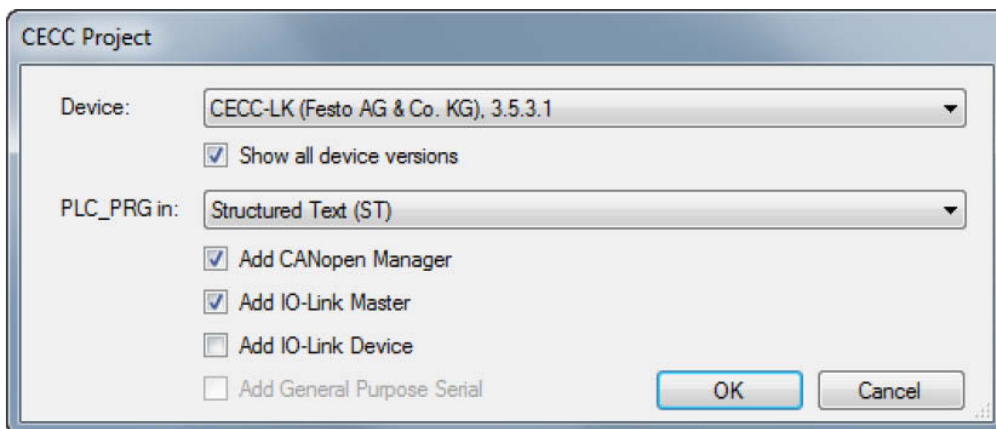 CECC Project
Device: CECC-LK (Festo AG & Co. KG), 3.5.3.1
Show all device versions
PLC_PRG in: Structured Text (ST)
Add CANopen Manager
Add IO-Link Master
Add IO-Link Device
Add General Purpose Serial
OK Cancel